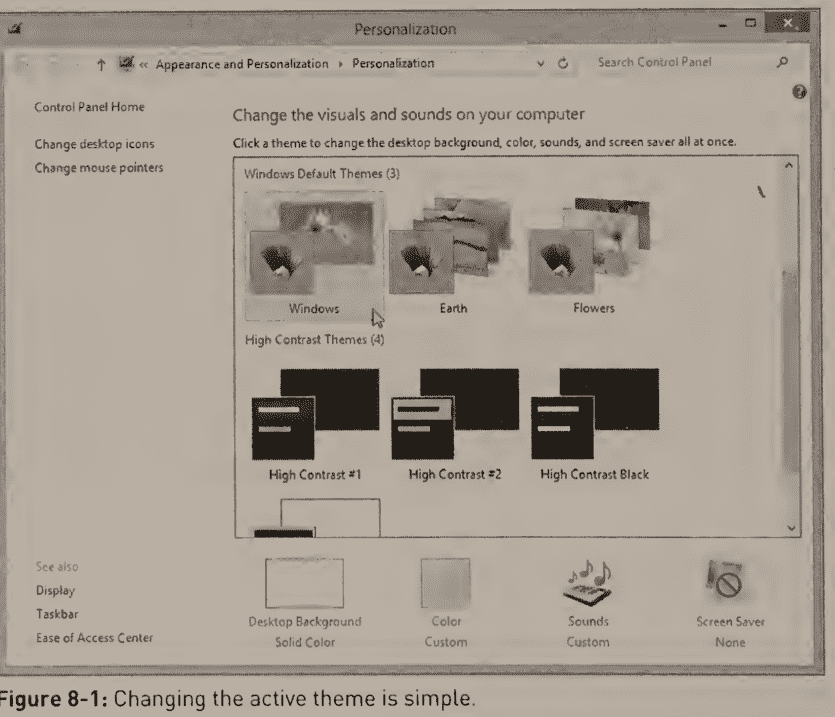 Personalization
« Appearance and Personalization › Personalization
Search Control Panel
Control Panel Home
Change desktop icons
Change mouse pointers
Change the visuals and sounds on your computer
Click a theme to change the desktop background, color, sounds, and screen saver all at once.
Windows Default Themes (3)
Windows Earth Flowers
High Contrast Themes (4)
High Contrast #1 High Contrast #2 High Contrast Black
See also
Display
Taskbar
Ease of Access Center
Desktop Background Color Sounds Screen Saver
Solid Color Custom Custom None
Figure 8-1: Changing the active theme is simple.